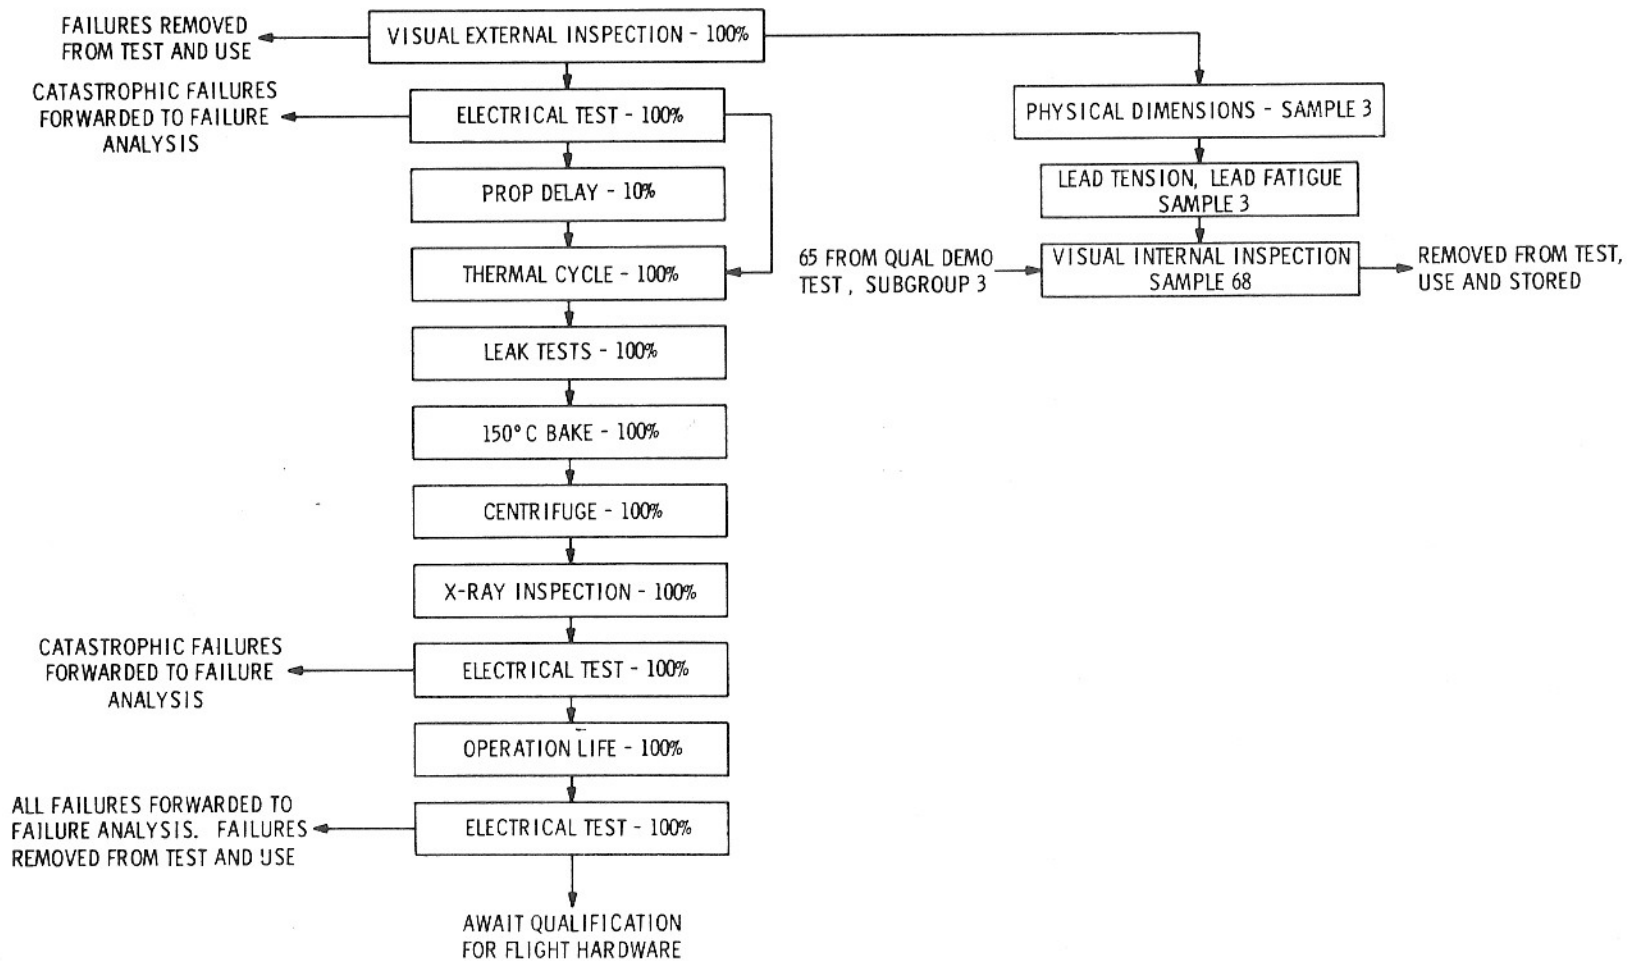 FAILURES REMOVED
FROM TEST AND USE
VISUAL EXTERNAL INSPECTION - 100%
CATASTROPHIC FAILURES
FORWARDED TO FAILURE
ANALYSIS
ELECTRICAL TEST - 100%
PHYSICAL DIMENSIONS - SAMPLE 3
PROP DELAY - 10%
LEAD TENSION, LEAD FATIGUE
SAMPLE 3
THERMAL CYCLE - 100%
65 FROM QUAL DEMO
TEST, SUBGROUP 3
VISUAL INTERNAL INSPECTION
SAMPLE 68
REMOVED FROM TEST,
USE AND STORED
LEAK TESTS - 100%
150°C BAKE - 100%
CENTRIFUGE - 100%
X-RAY INSPECTION - 100%
CATASTROPHIC FAILURES
FORWARDED TO FAILURE
ANALYSIS
ELECTRICAL TEST - 100%
OPERATION LIFE - 100%
ALL FAILURES FORWARDED TO
FAILURE ANALYSIS. FAILURES
REMOVED FROM TEST AND USE
ELECTRICAL TEST - 100%
AWAIT QUALIFICATION
FOR FLIGHT HARDWARE